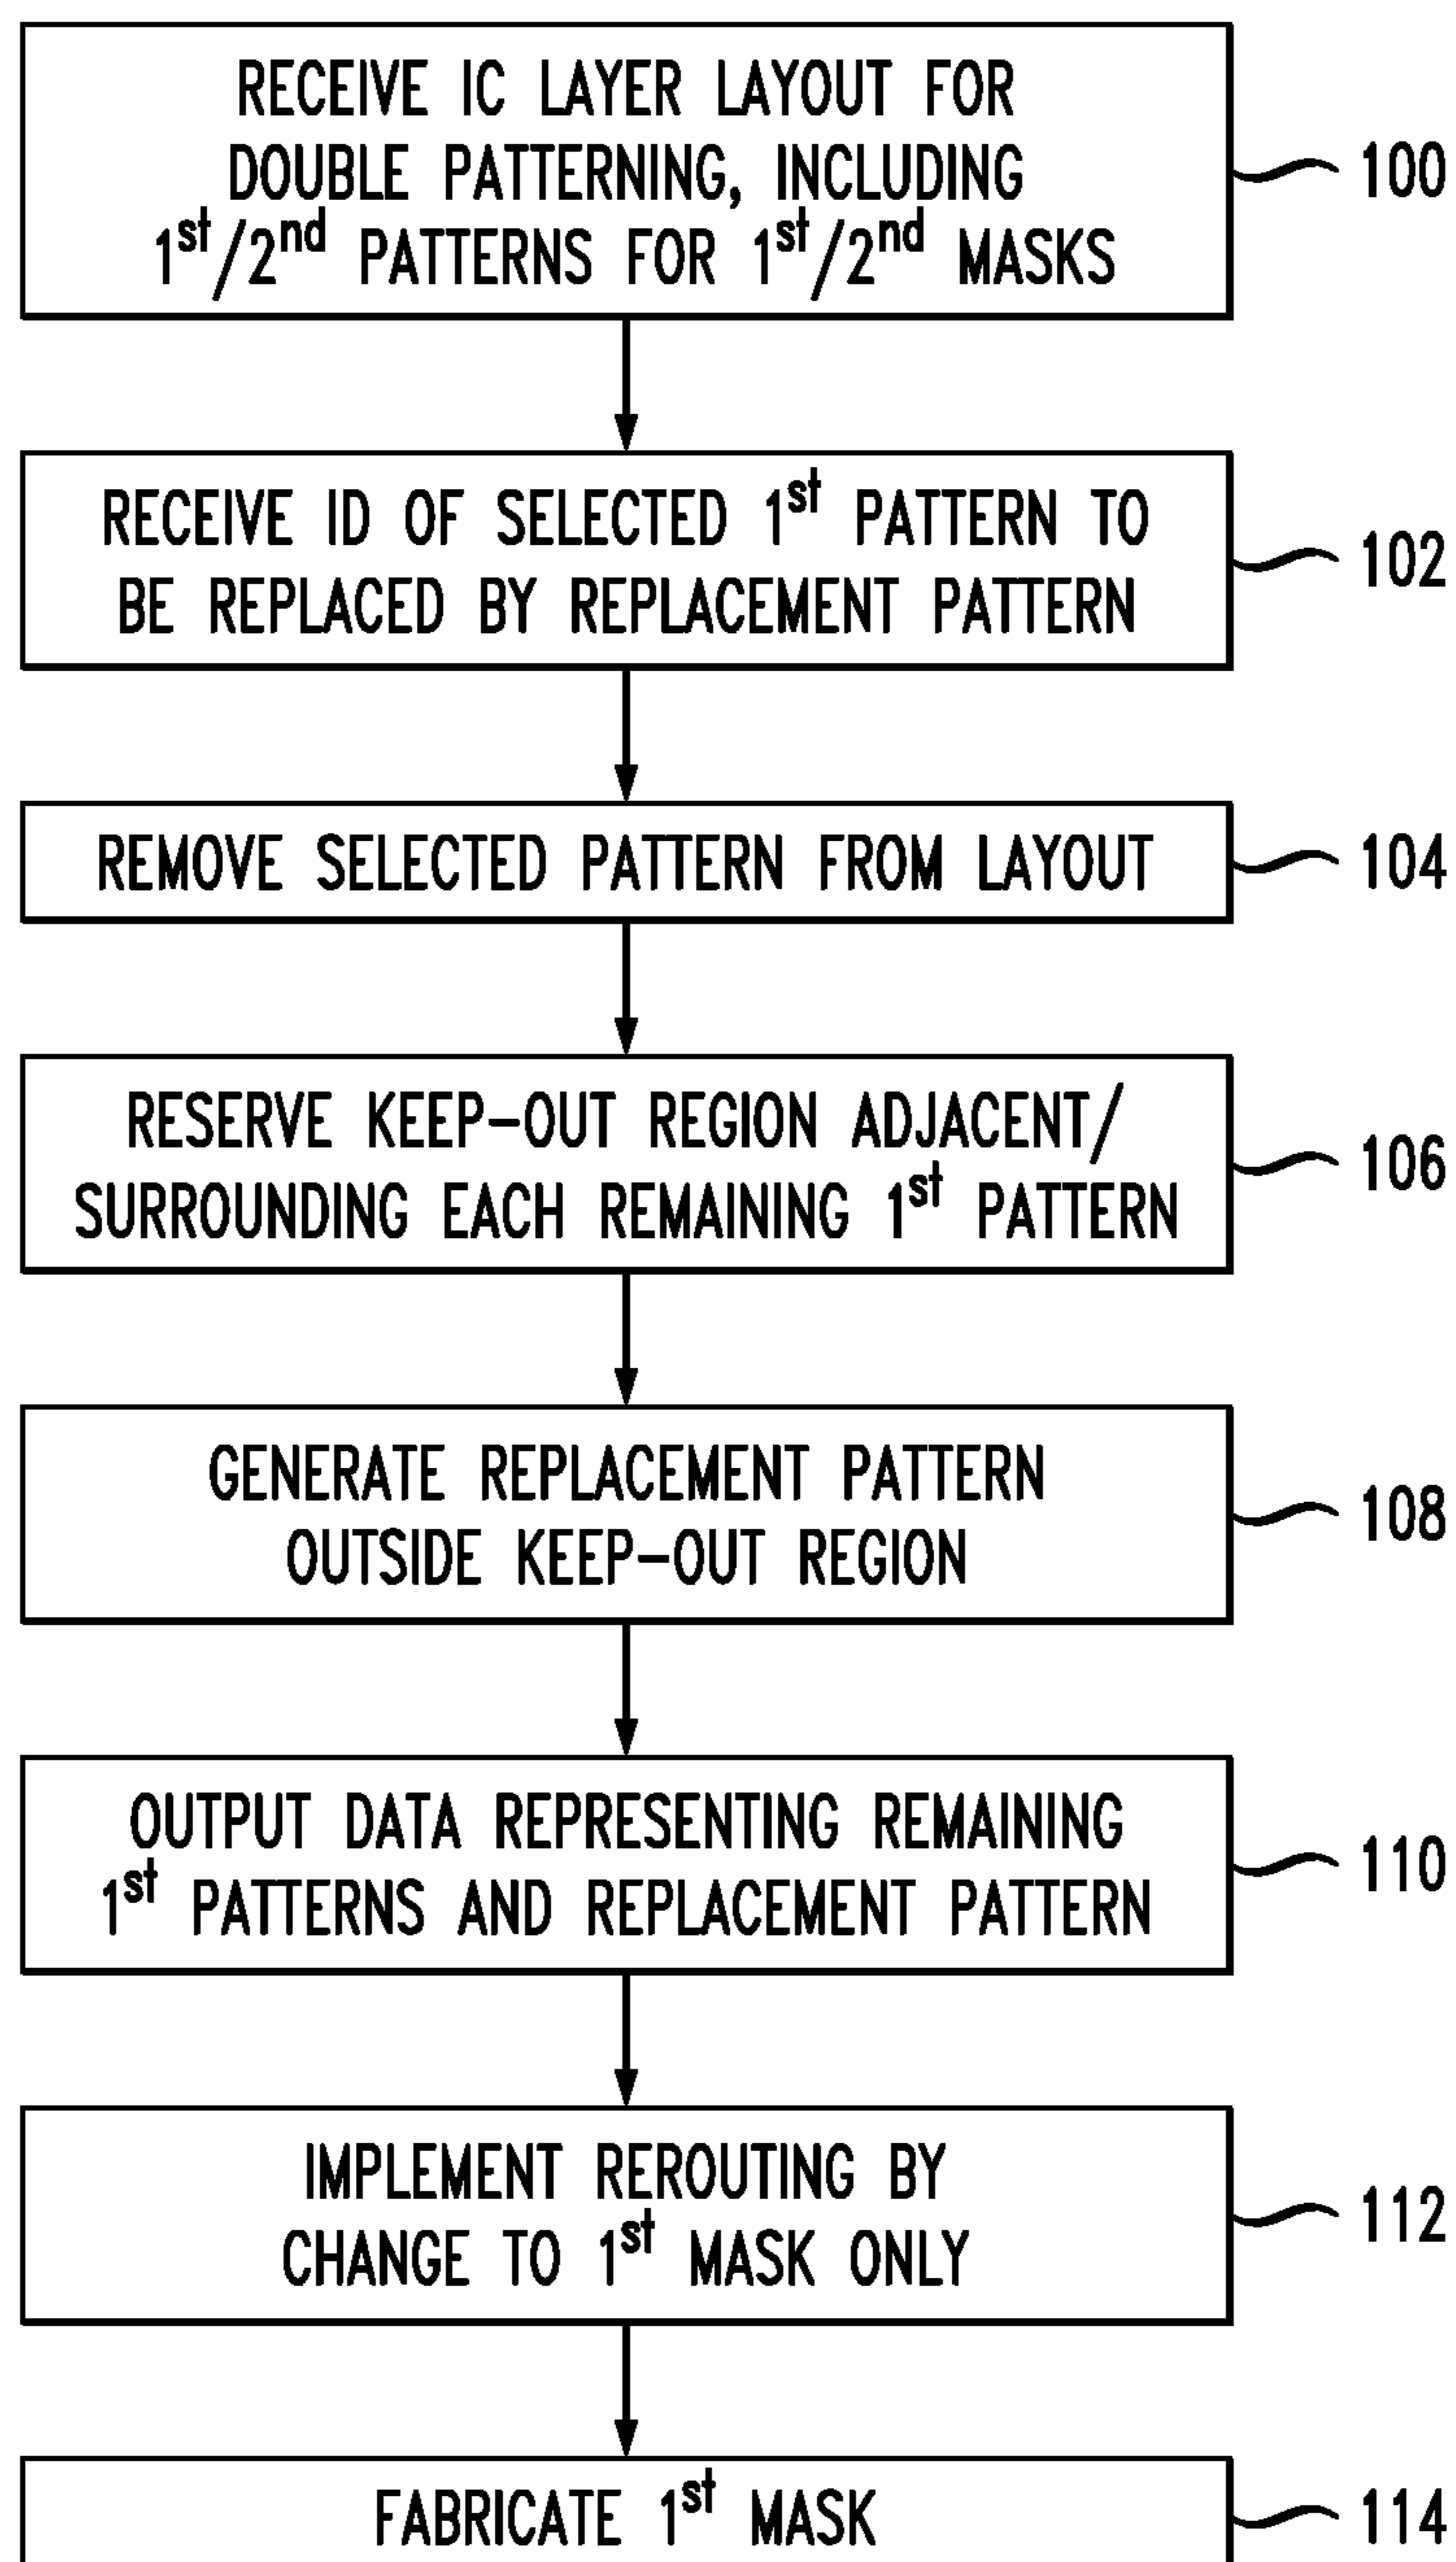 RECEIVE IC LAYER LAYOUT FOR
DOUBLE PATTERNING, INCLUDING
1st/2nd PATTERNS FOR 1st/2nd MASKS
100
RECEIVE ID OF SELECTED 1st PATTERN TO
BE REPLACED BY REPLACEMENT PATTERN
102
REMOVE SELECTED PATTERN FROM LAYOUT
104
RESERVE KEEP-OUT REGION ADJACENT/
SURROUNDING EACH REMAINING 1st PATTERN
106
GENERATE REPLACEMENT PATTERN
OUTSIDE KEEP-OUT REGION
108
OUTPUT DATA REPRESENTING REMAINING
1st PATTERNS AND REPLACEMENT PATTERN
110
IMPLEMENT REROUTING BY
CHANGE TO 1st MASK ONLY
112
FABRICATE 1st MASK
114